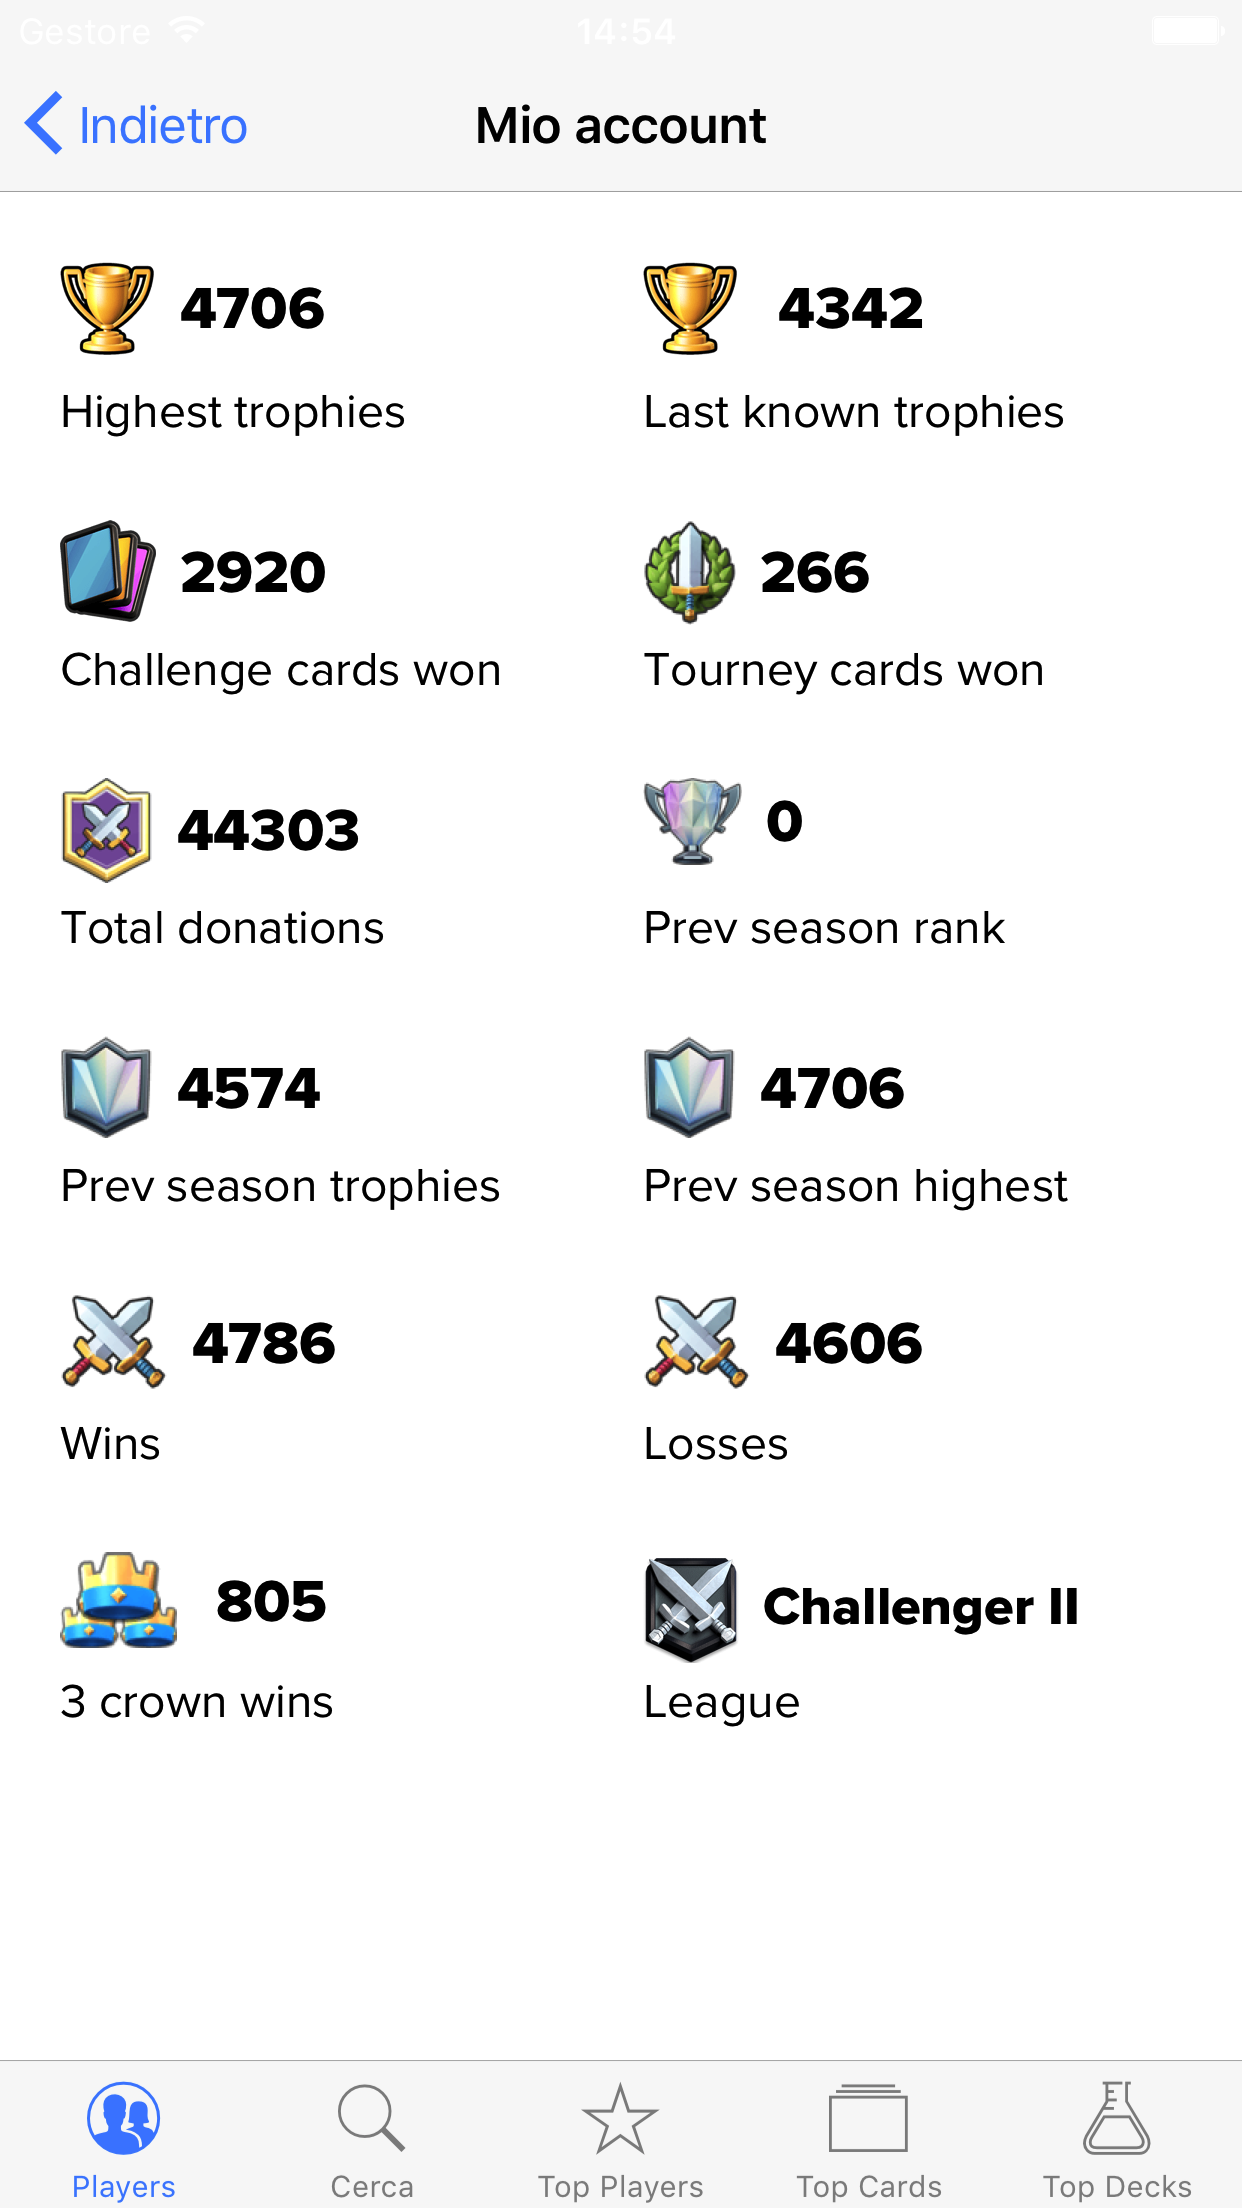 Gestore 14:54
Indietro Mio account
4706 4342
Highest trophies Last known trophies
2920 266
Challenge cards won Tourney cards won
44303 0
Total donations Prev season rank
4574 4706
Prev season trophies Prev season highest
4786 4606
Wins Losses
805 Challenger II
3 crown wins League
Players Cerca Top Players Top Cards Top Decks